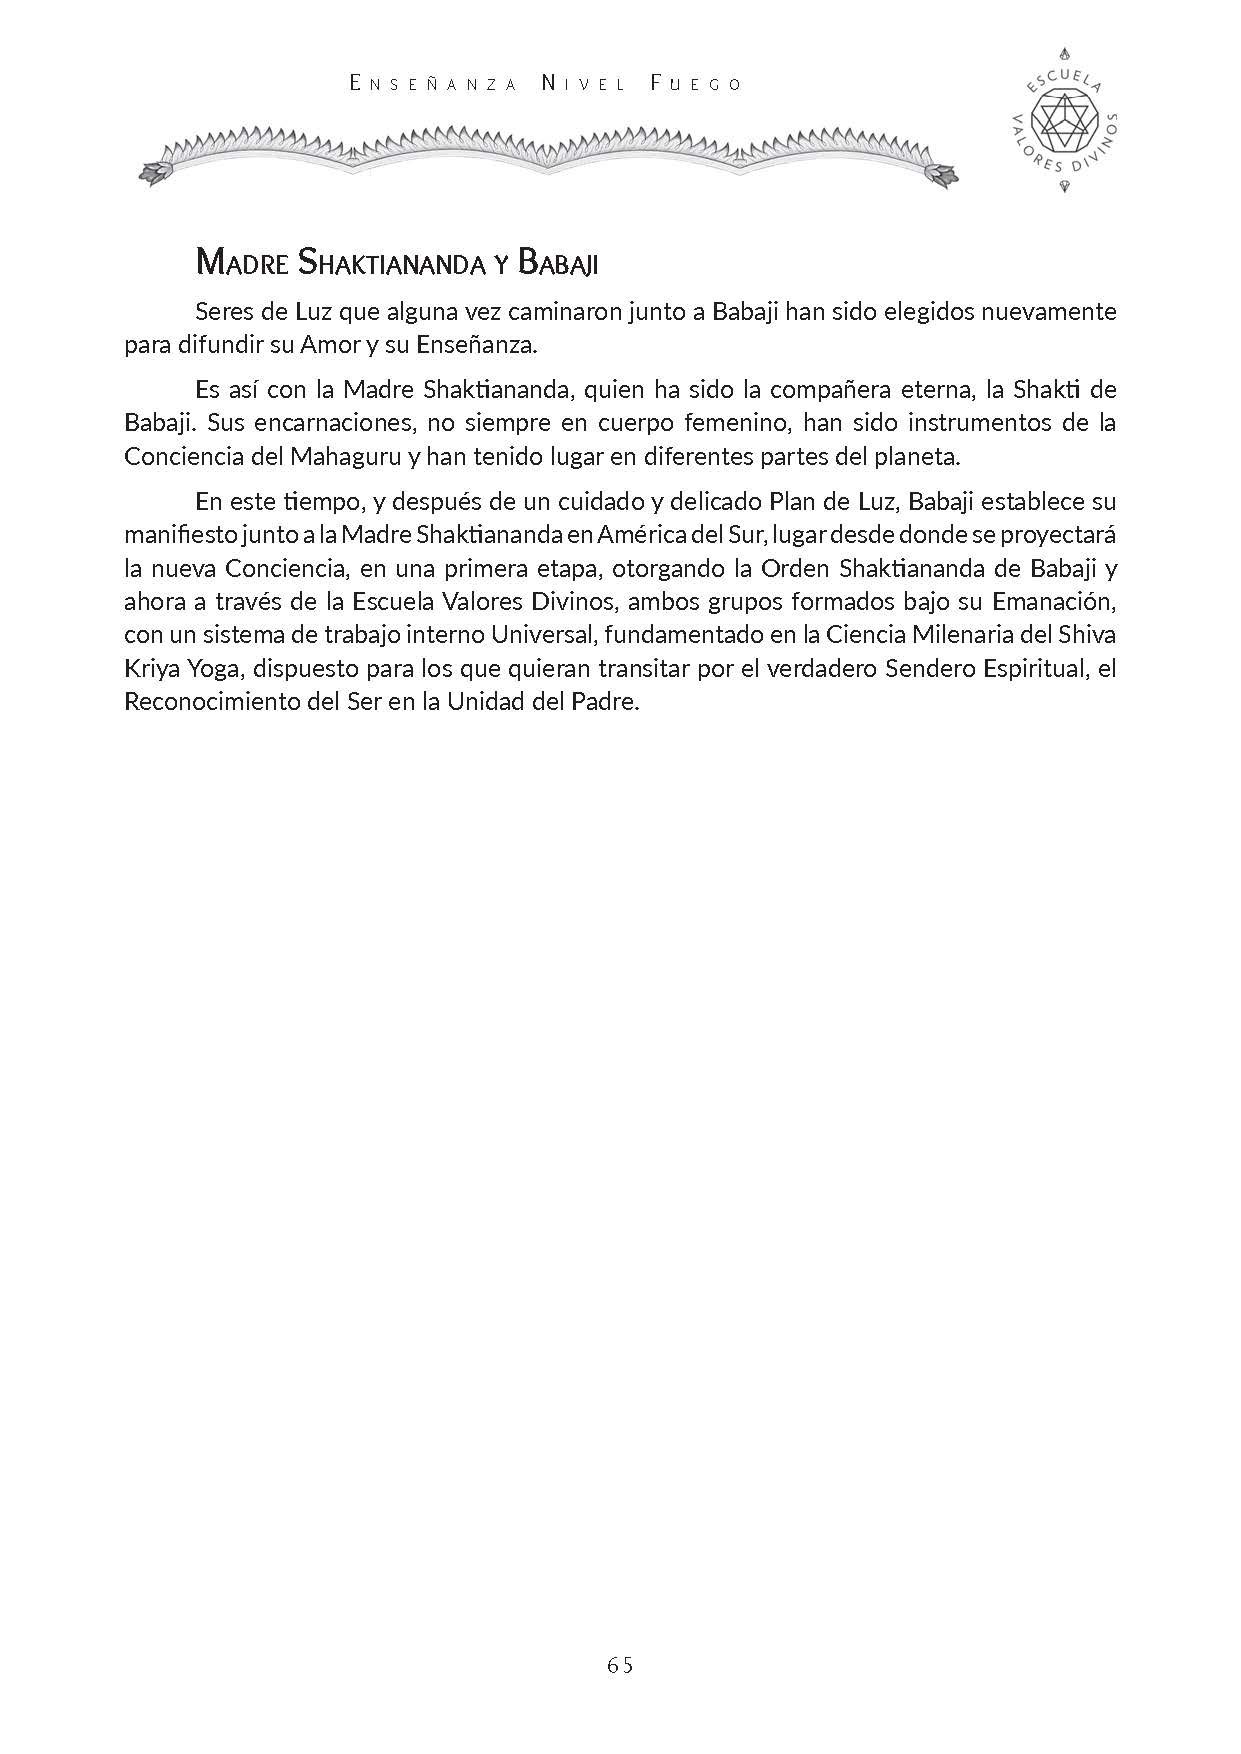 Enseñanza Nivel Fuego
ESCUELA
VALORES DIVINOS
Madre Shaktiananda y Babaji
Seres de Luz que alguna vez caminaron junto a Babaji han sido elegidos nuevamente
para difundir su Amor y su Enseñanza.
Es así con la Madre Shaktiananda, quien ha sido la compañera eterna, la Shakti de
Babaji. Sus encarnaciones, no siempre en cuerpo femenino, han sido instrumentos de la
Conciencia del Mahaguru y han tenido lugar en diferentes partes del planeta.
En este tiempo, y después de un cuidado y delicado Plan de Luz, Babaji establece su
manifiesto junto a la Madre Shaktiananda en América del Sur, lugar desde donde se proyectará
la nueva Conciencia, en una primera etapa, otorgando la Orden Shaktiananda de Babaji y
ahora a través de la Escuela Valores Divinos, ambos grupos formados bajo su Emanación,
con un sistema de trabajo interno Universal, fundamentado en la Ciencia Milenaria del Shiva
Kriya Yoga, dispuesto para los que quieran transitar por el verdadero Sendero Espiritual, el
Reconocimiento del Ser en la Unidad del Padre.
65